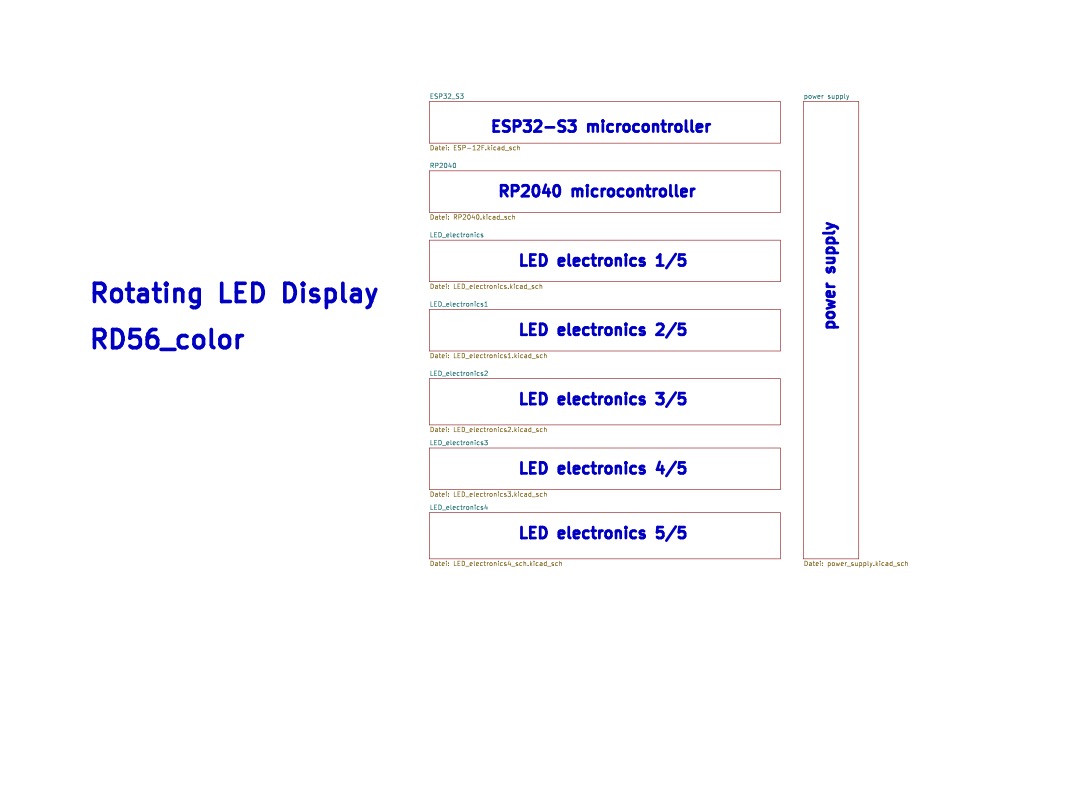 Rotating LED Display
RD56_color
ESP32_S3
ESP32-S3 microcontroller
Datei: ESP-12F.kicad_sch
RP2040
RP2040 microcontroller
Datei: RP2040.kicad_sch
LED_electronics
LED electronics 1/5
Datei: LED_electronics.kicad_sch
LED_electronics1
LED electronics 2/5
Datei: LED_electronics1.kicad_sch
LED_electronics2
LED electronics 3/5
Datei: LED_electronics2.kicad_sch
LED_electronics3
LED electronics 4/5
Datei: LED_electronics3.kicad_sch
LED_electronics4
LED electronics 5/5
Datei: LED_electronics4_sch.kicad_sch
power supply
power supply
Datei: power_supply.kicad_sch